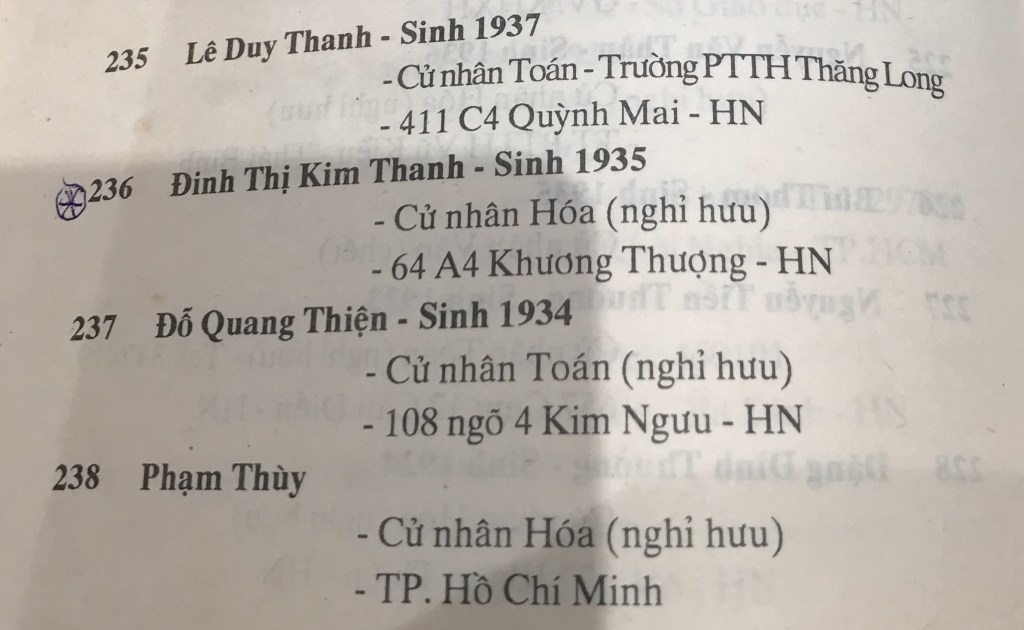 235 Lê Duy Thanh - Sinh 1937
- Cử nhân Toán - Trường PTTH Thăng Long
- 411 C4 Quỳnh Mai - HN
236 Đinh Thị Kim Thanh - Sinh 1935
- Cử nhân Hóa (nghỉ hưu)
- 64 A4 Khương Thượng - HN
237 Đỗ Quang Thiện - Sinh 1934
- Cử nhân Toán (nghỉ hưu)
- 108 ngõ 4 Kim Ngưu - HN
238 Phạm Thùy
- Cử nhân Hóa (nghỉ hưu)
- TP. Hồ Chí Minh